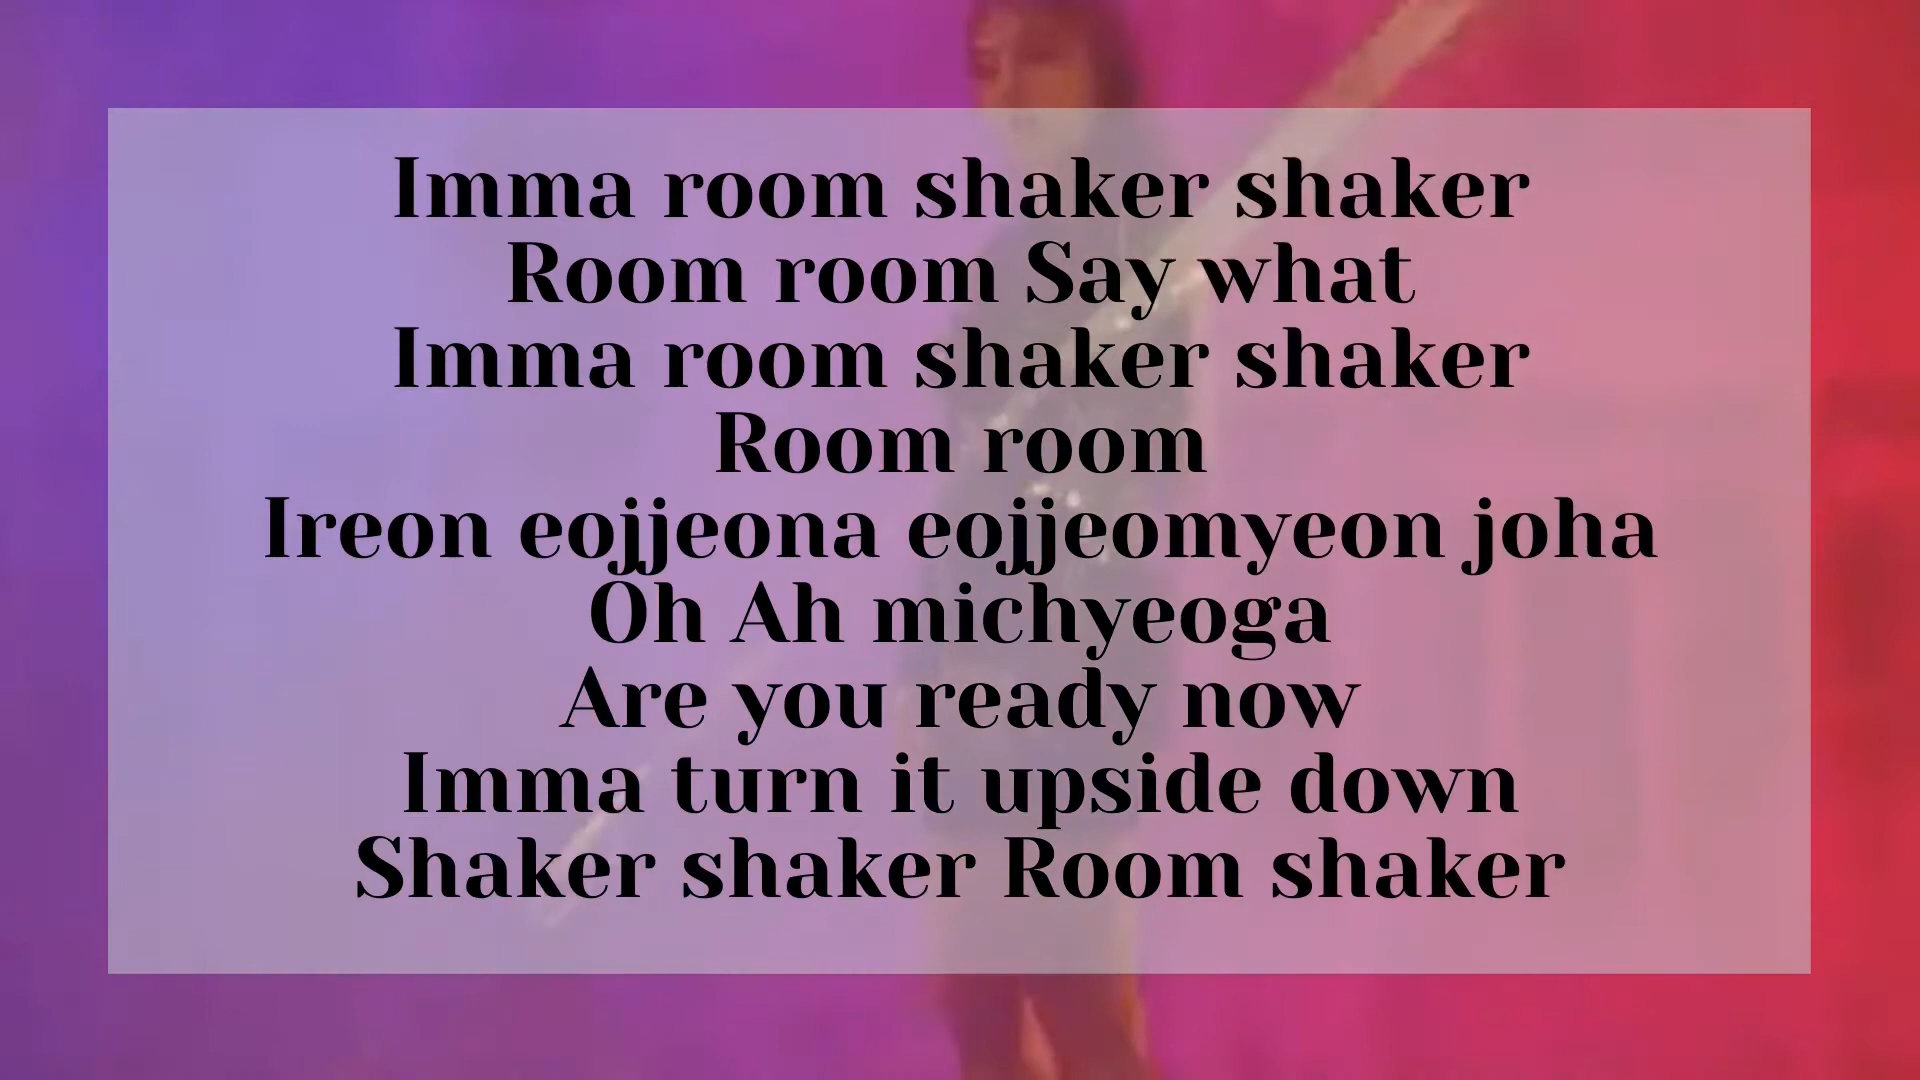 Imma room shaker shaker
Room room Say what
Imma room shaker shaker
Room room
Ireon eojjeona eojjeomyeon joha
Oh Ah michyeoga
Are you ready now
Imma turn it upside down
Shaker shaker Room shaker